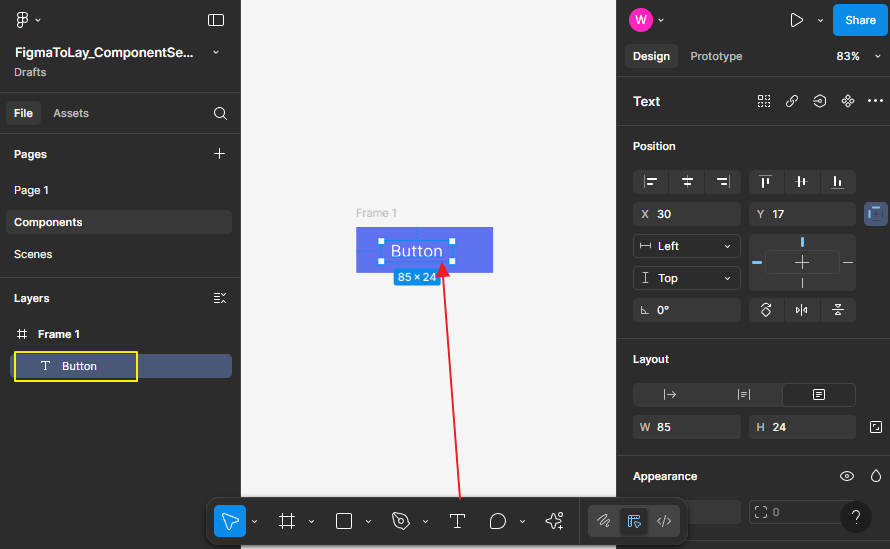 FigmaToLay_ComponentSe...
Drafts
File
Assets
Pages
Page 1
Components
Scenes
Layers
Frame 1
Button
Frame 1
Button
85 × 24
W
Share
Design
Prototype
83%
Text
Position
X 30
Y 17
Left
Top
0°
Layout
W 85
H 24
Appearance
0
?